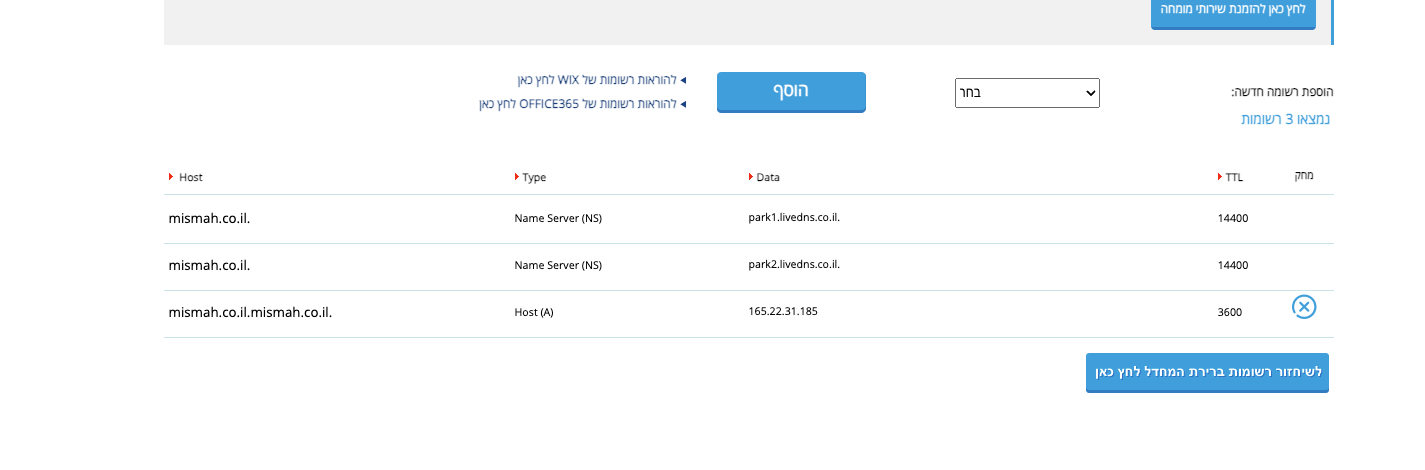 לחץ כאן להזמנת שירותי מומחה
הוספת רשומה חדשה:
בחר
הוסף
להוראות רשומות של WIX לחץ כאן
להוראות רשומות של OFFICE365 לחץ כאן
נמצאו 3 רשומות
Host Type Data TTL מחק
mismah.co.il. Name Server (NS) park1.livedns.co.il. 14400
mismah.co.il. Name Server (NS) park2.livedns.co.il. 14400
mismah.co.il.mismah.co.il. Host (A) 165.22.31.185 3600
לשיחזור רשומות ברירת המחדל לחץ כאן